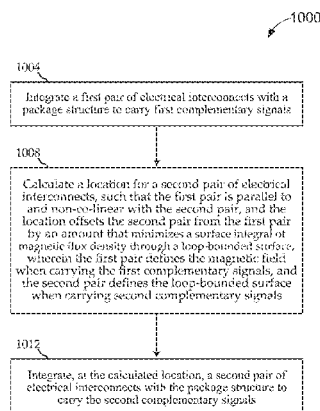 1000
1004
Integrate a first pair of electrical interconnects with a
package structure to carry first complementary signals
1008
Calculate a location for a second pair of electrical
interconnects, such that the first pair is parallel to
and non-co-linear with the second pair, and the
location offsets the second pair from the first pair
by an amount that minimizes a surface integral of
magnetic flux density through a loop-bounded surface,
wherein the first pair defines the magnetic field
when carrying the first complementary signals, and
the second pair defines the loop-bounded surface
when carrying second complementary signals
1012
Integrate, at the calculated location, a second pair of
electrical interconnects with the package structure to
carry the second complementary signals